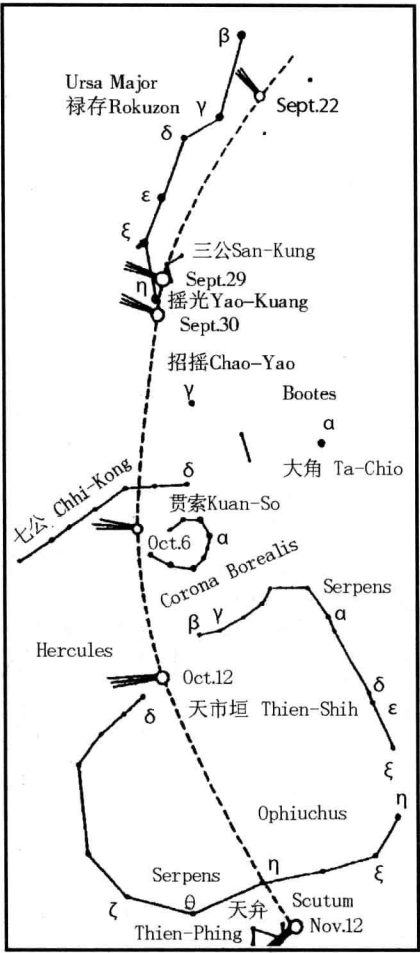 β
Ursa Major
禄存Rokuzon
γ
Sept.22
δ
ε
ξ
三公San-Kung
Sept.29
η
摇光Yao-Kuang
Sept.30
招摇Chao-Yao
γ
Bootes
α
大角 Ta-Chio
δ
七公 Chhi-Kong
贯索Kuan-So
Oct.6
α
Corona Borealis
Serpens
β
γ
α
Hercules
Oct.12
δ
天市垣 Thien-Shih
δ
ε
ξ
η
Ophiuchus
η
ξ
Serpens
ζ
θ
天弁
Thien-Phing
Scutum
Nov.12